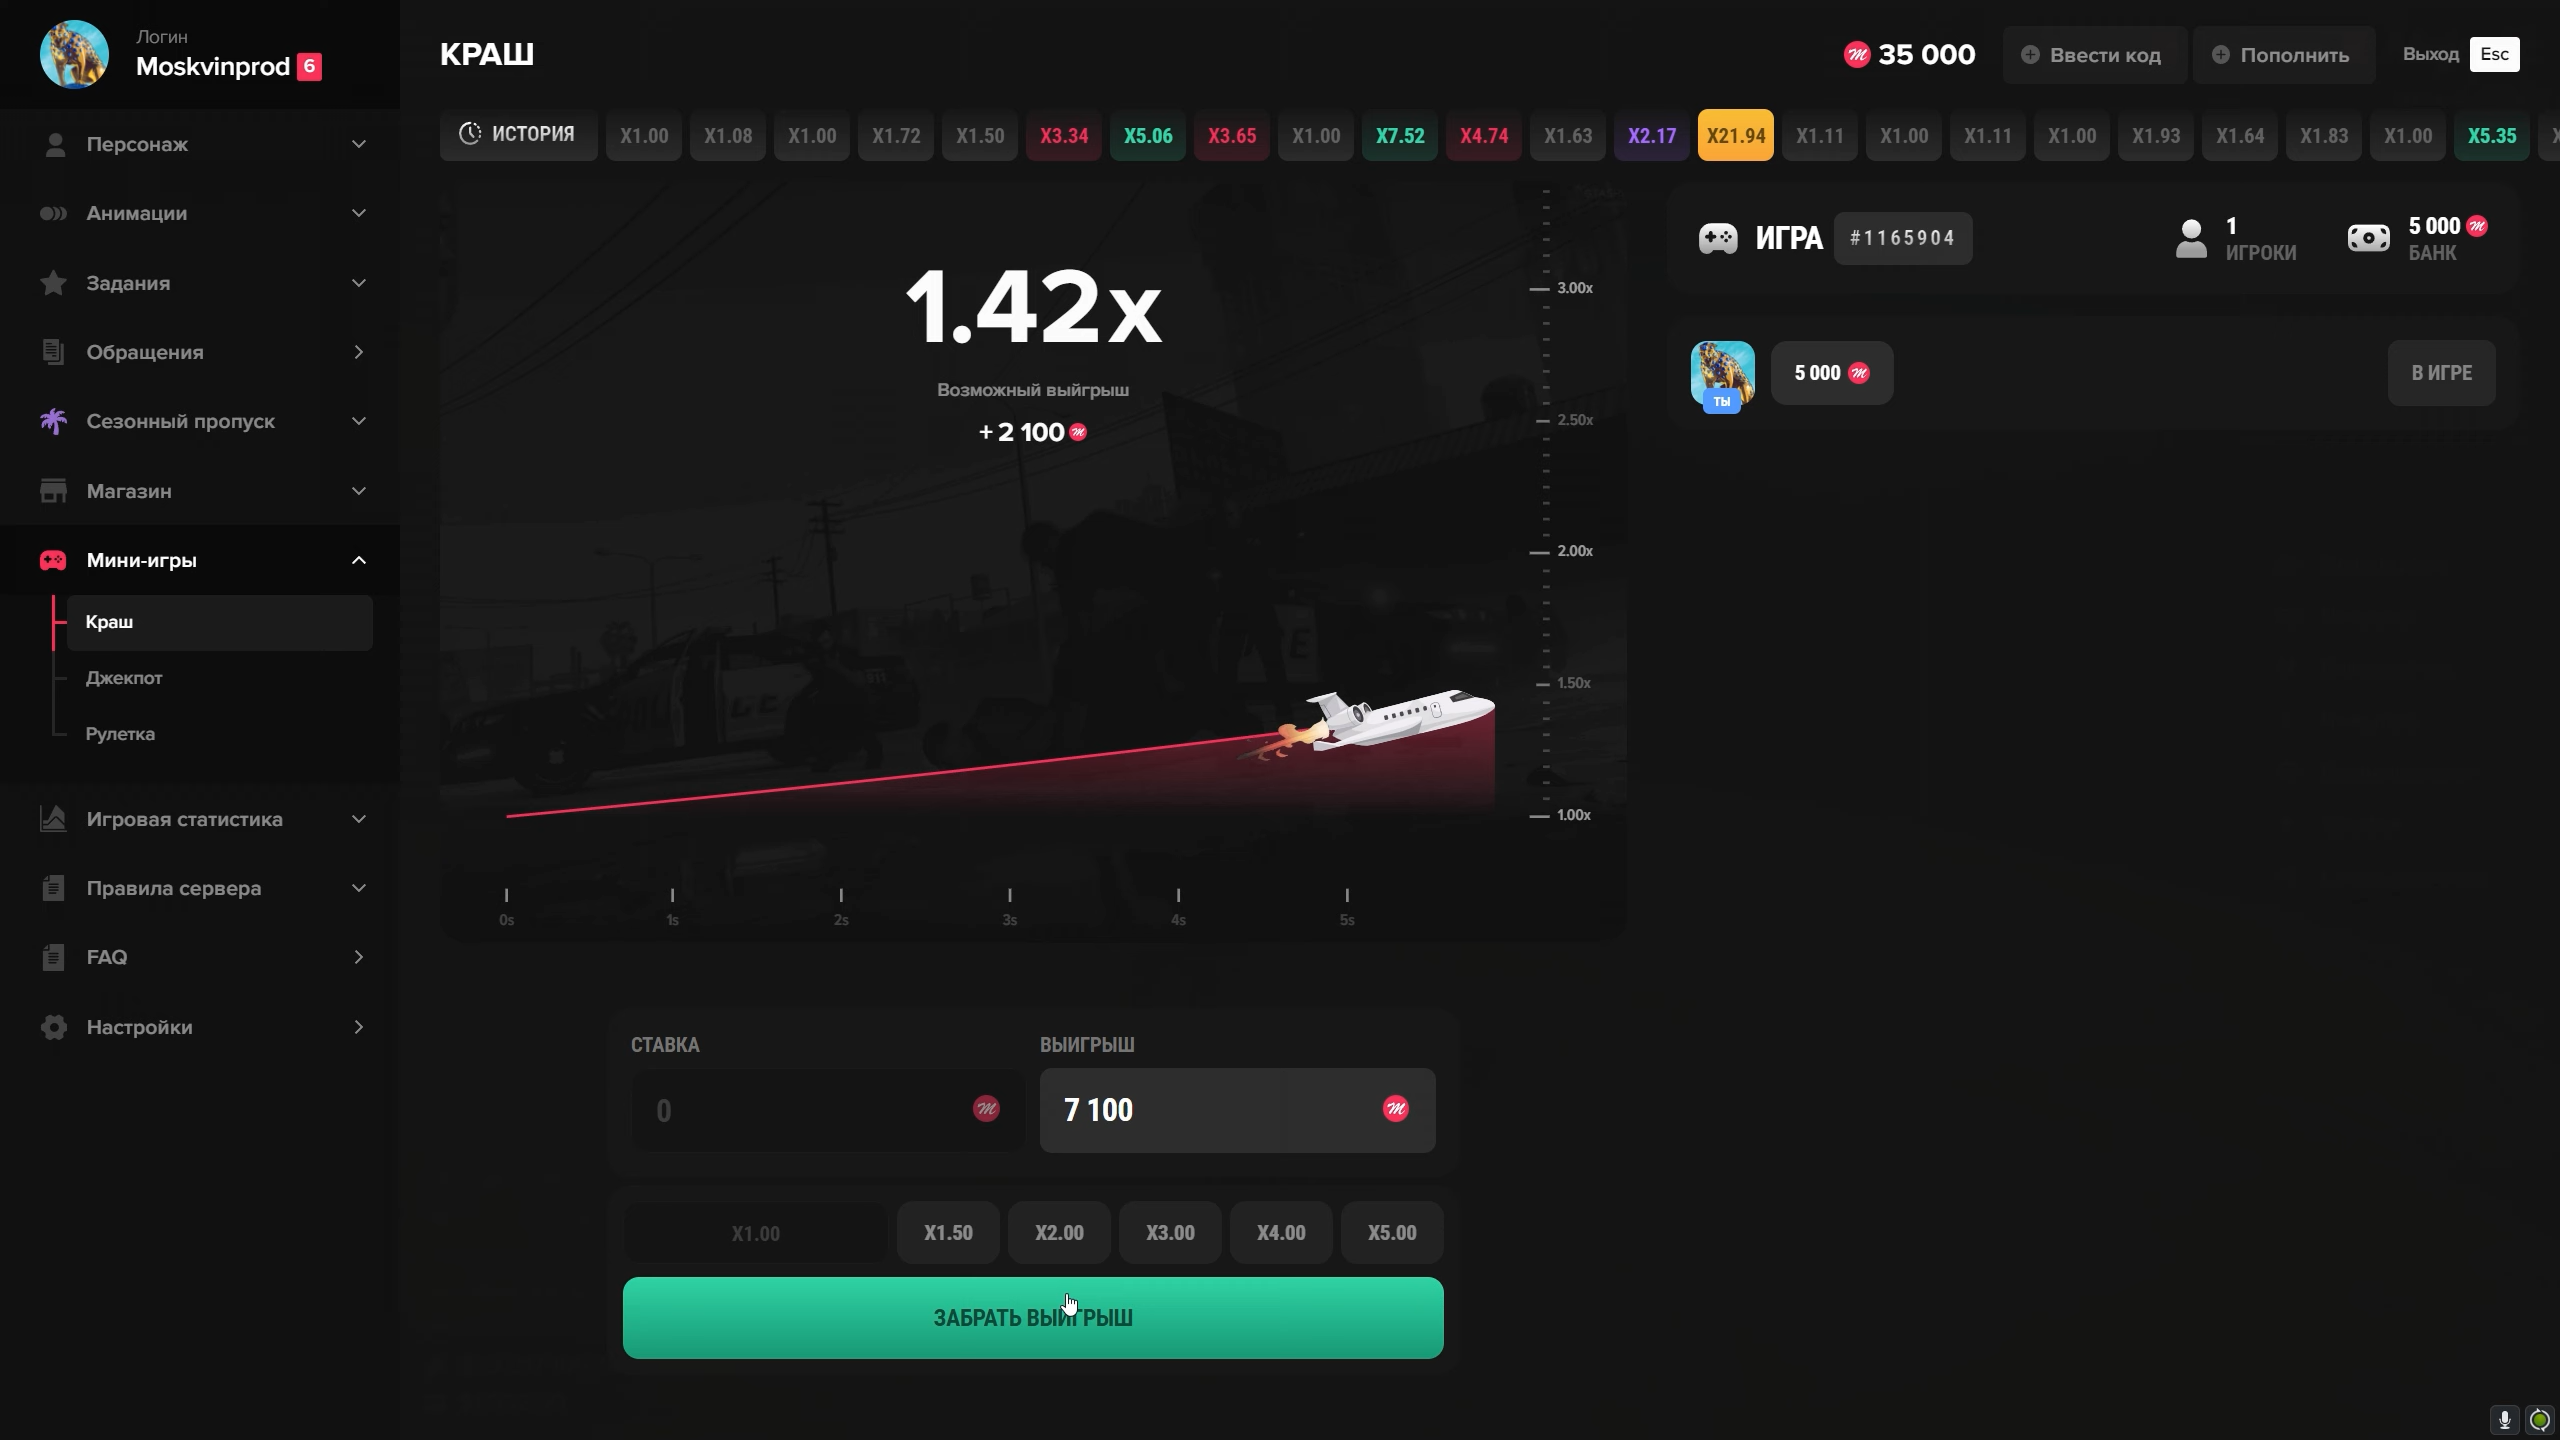 Логин
Moskvinprod 6
Персонаж
Анимации
Задания
Обращения
Сезонный пропуск
Магазин
Мини-игры
Краш
Джекпот
Рулетка
Игровая статистика
Правила сервера
FAQ
Настройки
КРАШ
35 000
Ввести код
Пополнить
Выход Esc
ИСТОРИЯ X1.00 X1.08 X1.00 X1.72 X1.50 X3.34 X5.06 X3.65 X1.00 X7.52 X4.74 X1.63 X2.17 X21.94 X1.11 X1.00 X1.11 X1.00 X1.93 X1.64 X1.83 X1.00 X5.35
1.42x
Возможный выйгрыш
+ 2 100
3.00x
2.50x
2.00x
1.50x
1.00x
0s 1s 2s 3s 4s 5s
ИГРА #1165904
1
ИГРОКИ
5 000
БАНК
ТЫ
5 000
В ИГРЕ
СТАВКА
0
ВЫИГРЫШ
7 100
X1.00 X1.50 X2.00 X3.00 X4.00 X5.00
ЗАБРАТЬ ВЫИГРЫШ